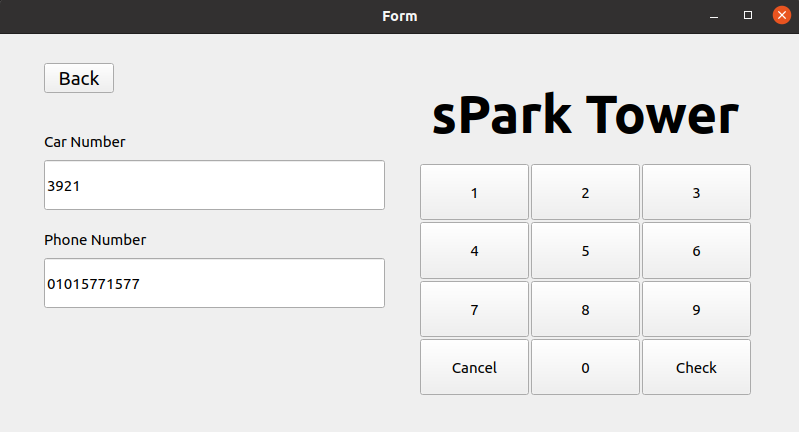 Form
Back
Car Number
3921
Phone Number
01015771577
sPark Tower
1 2 3
4 5 6
7 8 9
Cancel 0 Check